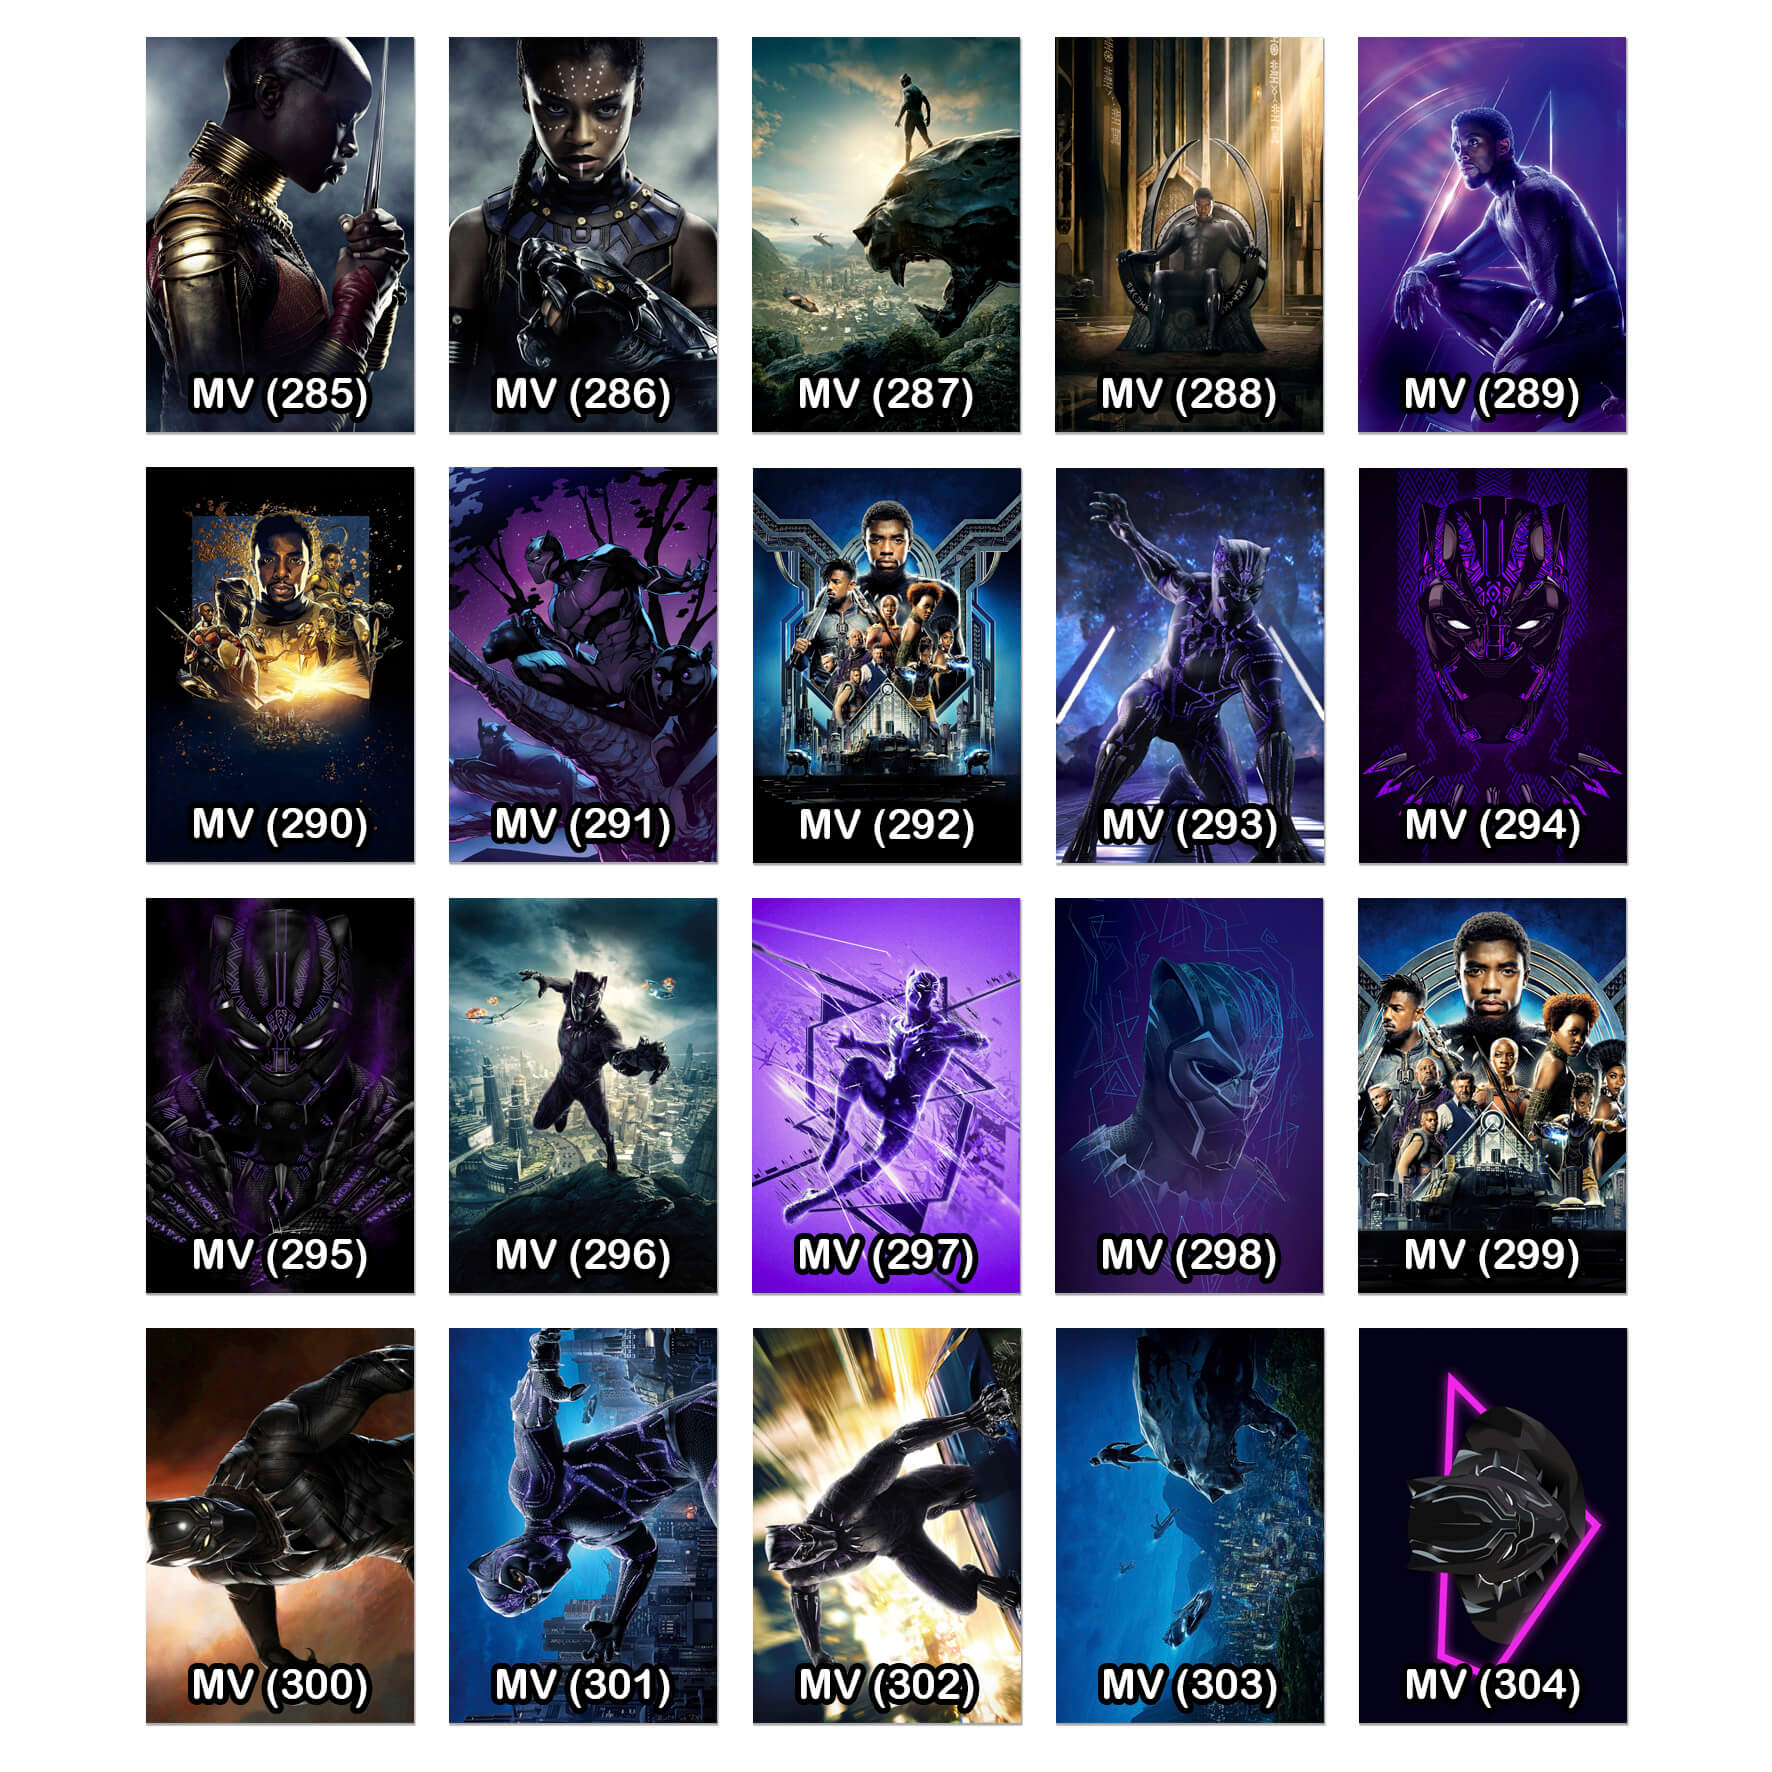 MV (285)
MV (286)
MV (287)
MV (288)
MV (289)
MV (290)
MV (291)
MV (292)
MV (293)
MV (294)
MV (295)
MV (296)
MV (297)
MV (298)
MV (299)
MV (300)
MV (301)
MV (302)
MV (303)
MV (304)